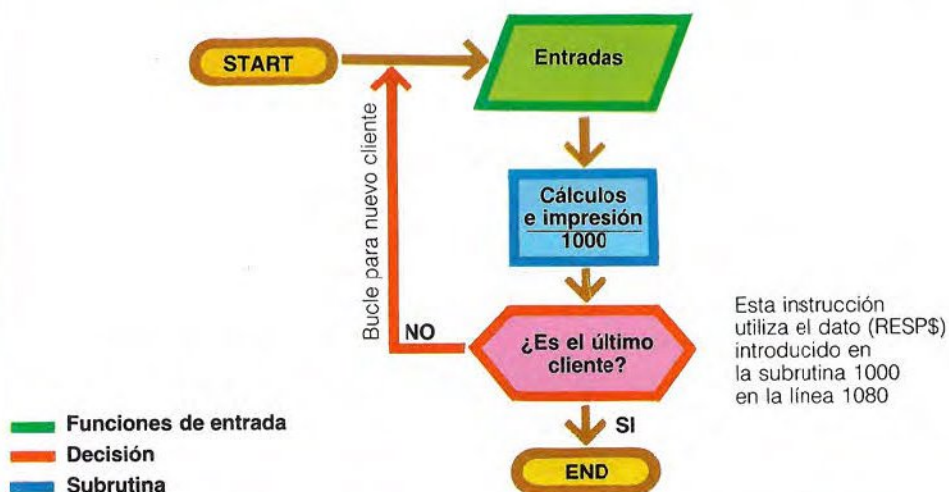 START
Entradas
Bucle para nuevo cliente
Cálculos
e impresión
1000
¿Es el último
cliente?
NO
SI
END
Esta instrucción
utiliza el dato (RESP$)
introducido en
la subrutina 1000
en la línea 1080
Funciones de entrada
Decisión
Subrutina